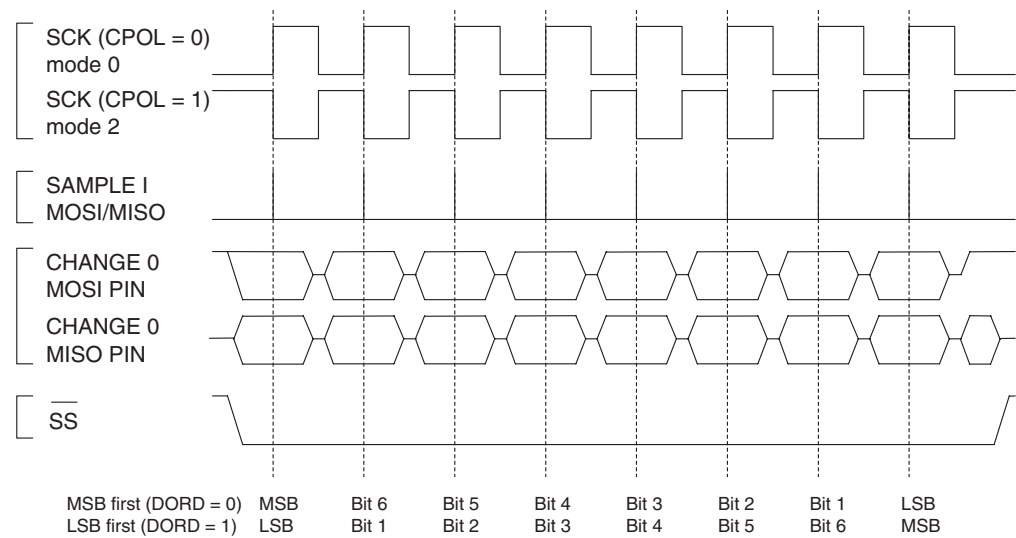 SCK (CPOL = 0)
mode 0
SCK (CPOL = 1)
mode 2
SAMPLE I
MOSI/MISO
CHANGE 0
MOSI PIN
CHANGE 0
MISO PIN
SS
MSB first (DORD = 0) MSB Bit 6 Bit 5 Bit 4 Bit 3 Bit 2 Bit 1 LSB
LSB first (DORD = 1) LSB Bit 1 Bit 2 Bit 3 Bit 4 Bit 5 Bit 6 MSB